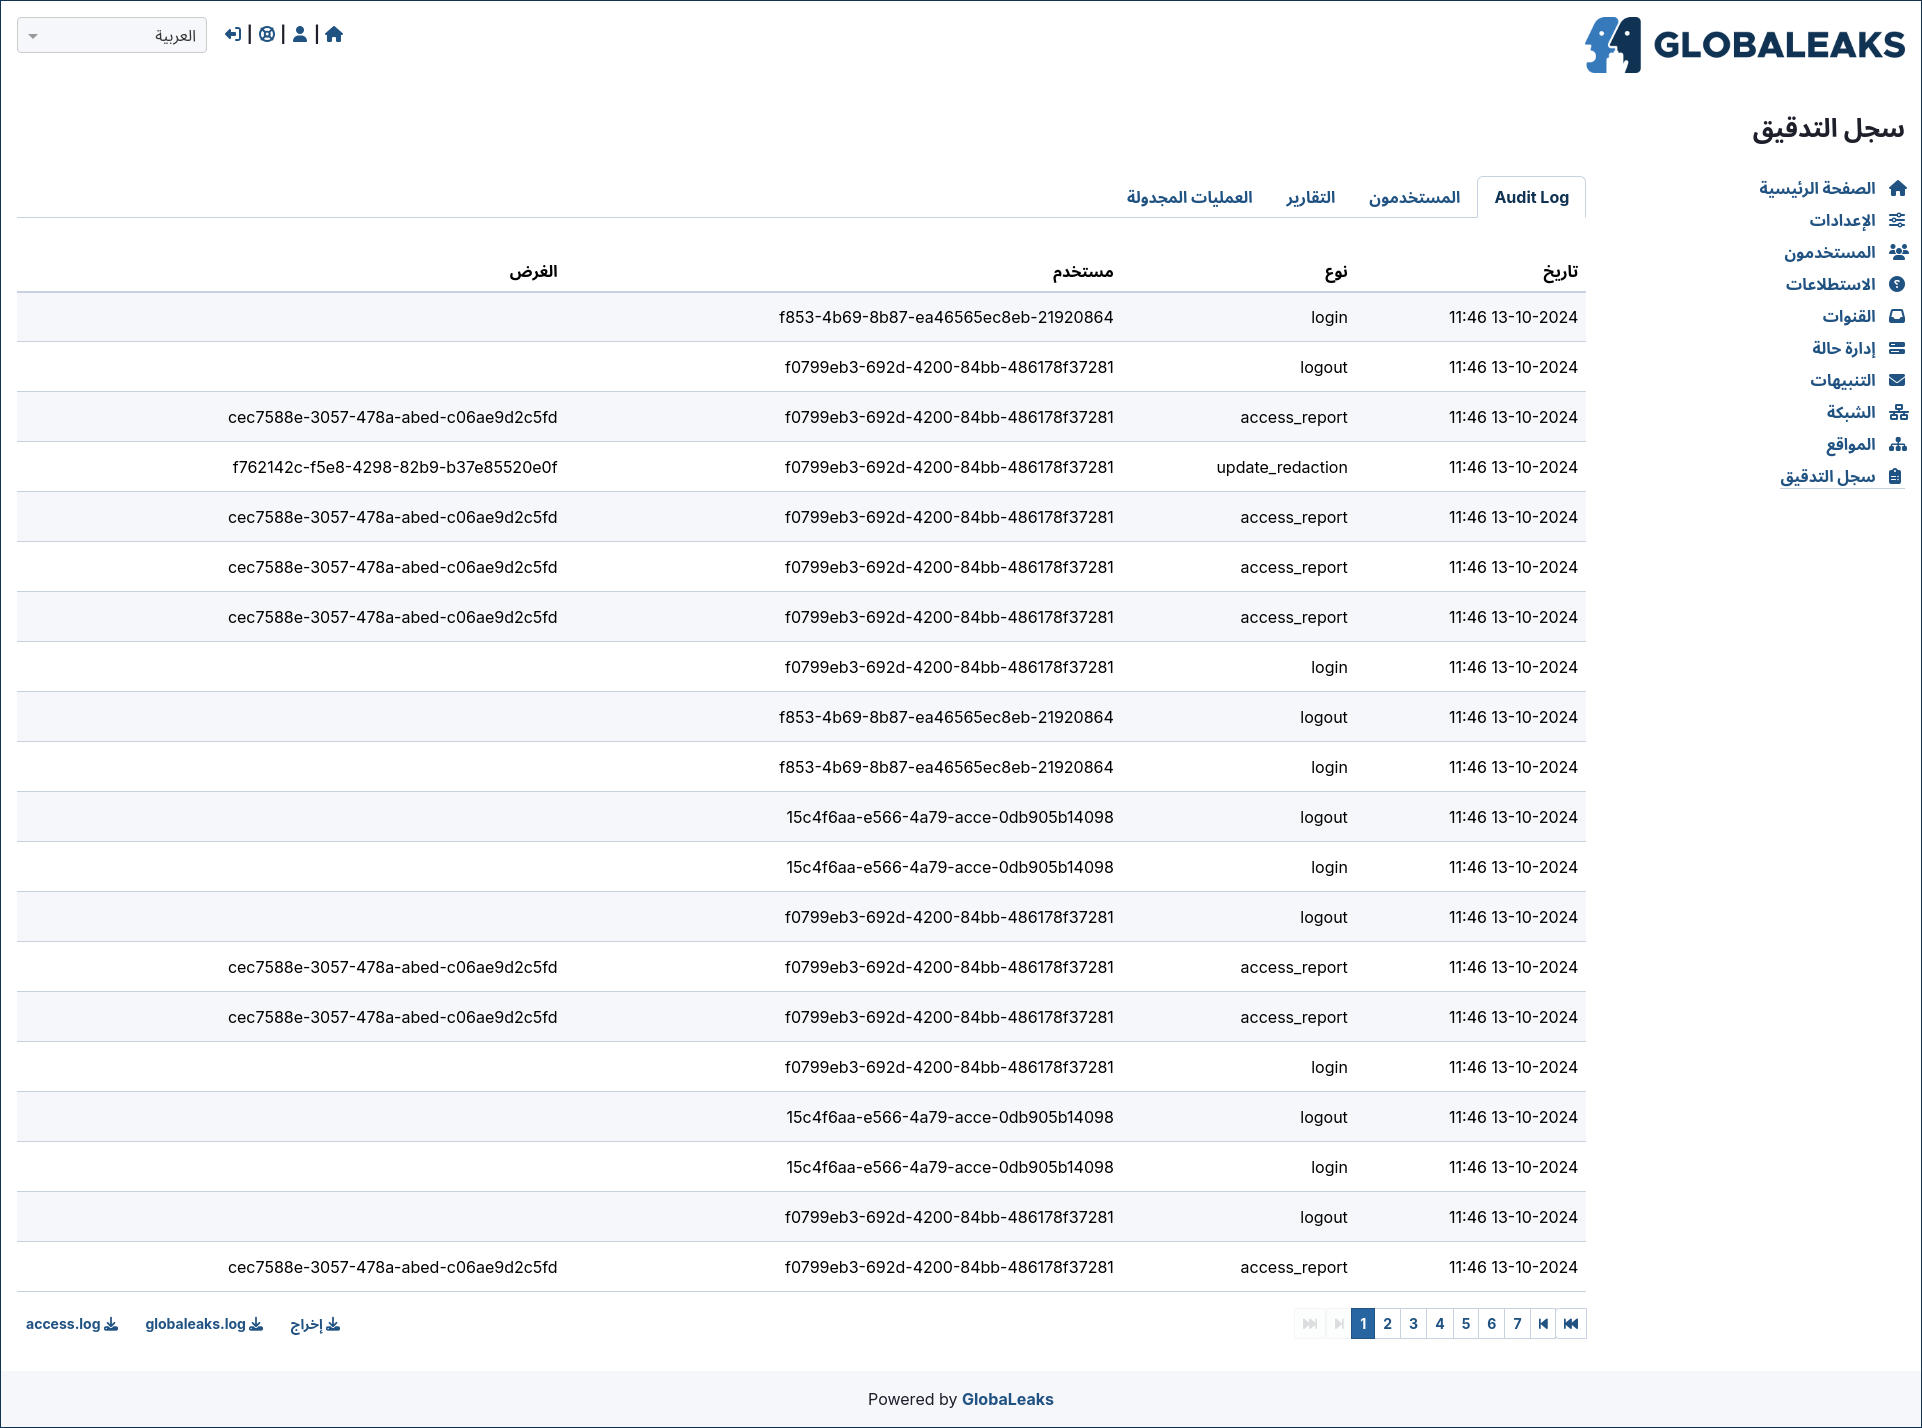 GLOBALEAKS
العربية
سجل التدقيق
الصفحة الرئيسية
الإعدادات
المستخدمون
الاستطلاعات
القنوات
إدارة حالة
التنبيهات
الشبكة
المواقع
سجل التدقيق
Audit Log المستخدمون التقارير العمليات المجدولة
تاريخ نوع مستخدم الغرض
11:46 13-10-2024 login f853-4b69-8b87-ea46565ec8eb-21920864
11:46 13-10-2024 logout f0799eb3-692d-4200-84bb-486178f37281
11:46 13-10-2024 access_report f0799eb3-692d-4200-84bb-486178f37281 cec7588e-3057-478a-abed-c06ae9d2c5fd
11:46 13-10-2024 update_redaction f0799eb3-692d-4200-84bb-486178f37281 f762142c-f5e8-4298-82b9-b37e85520e0f
11:46 13-10-2024 access_report f0799eb3-692d-4200-84bb-486178f37281 cec7588e-3057-478a-abed-c06ae9d2c5fd
11:46 13-10-2024 access_report f0799eb3-692d-4200-84bb-486178f37281 cec7588e-3057-478a-abed-c06ae9d2c5fd
11:46 13-10-2024 access_report f0799eb3-692d-4200-84bb-486178f37281 cec7588e-3057-478a-abed-c06ae9d2c5fd
11:46 13-10-2024 login f0799eb3-692d-4200-84bb-486178f37281
11:46 13-10-2024 logout f853-4b69-8b87-ea46565ec8eb-21920864
11:46 13-10-2024 login f853-4b69-8b87-ea46565ec8eb-21920864
11:46 13-10-2024 logout 15c4f6aa-e566-4a79-acce-0db905b14098
11:46 13-10-2024 login 15c4f6aa-e566-4a79-acce-0db905b14098
11:46 13-10-2024 logout f0799eb3-692d-4200-84bb-486178f37281
11:46 13-10-2024 access_report f0799eb3-692d-4200-84bb-486178f37281 cec7588e-3057-478a-abed-c06ae9d2c5fd
11:46 13-10-2024 access_report f0799eb3-692d-4200-84bb-486178f37281 cec7588e-3057-478a-abed-c06ae9d2c5fd
11:46 13-10-2024 login f0799eb3-692d-4200-84bb-486178f37281
11:46 13-10-2024 logout 15c4f6aa-e566-4a79-acce-0db905b14098
11:46 13-10-2024 login 15c4f6aa-e566-4a79-acce-0db905b14098
11:46 13-10-2024 logout f0799eb3-692d-4200-84bb-486178f37281
11:46 13-10-2024 access_report f0799eb3-692d-4200-84bb-486178f37281 cec7588e-3057-478a-abed-c06ae9d2c5fd
1 2 3 4 5 6 7
إخراج globaleaks.log access.log
Powered by GlobaLeaks